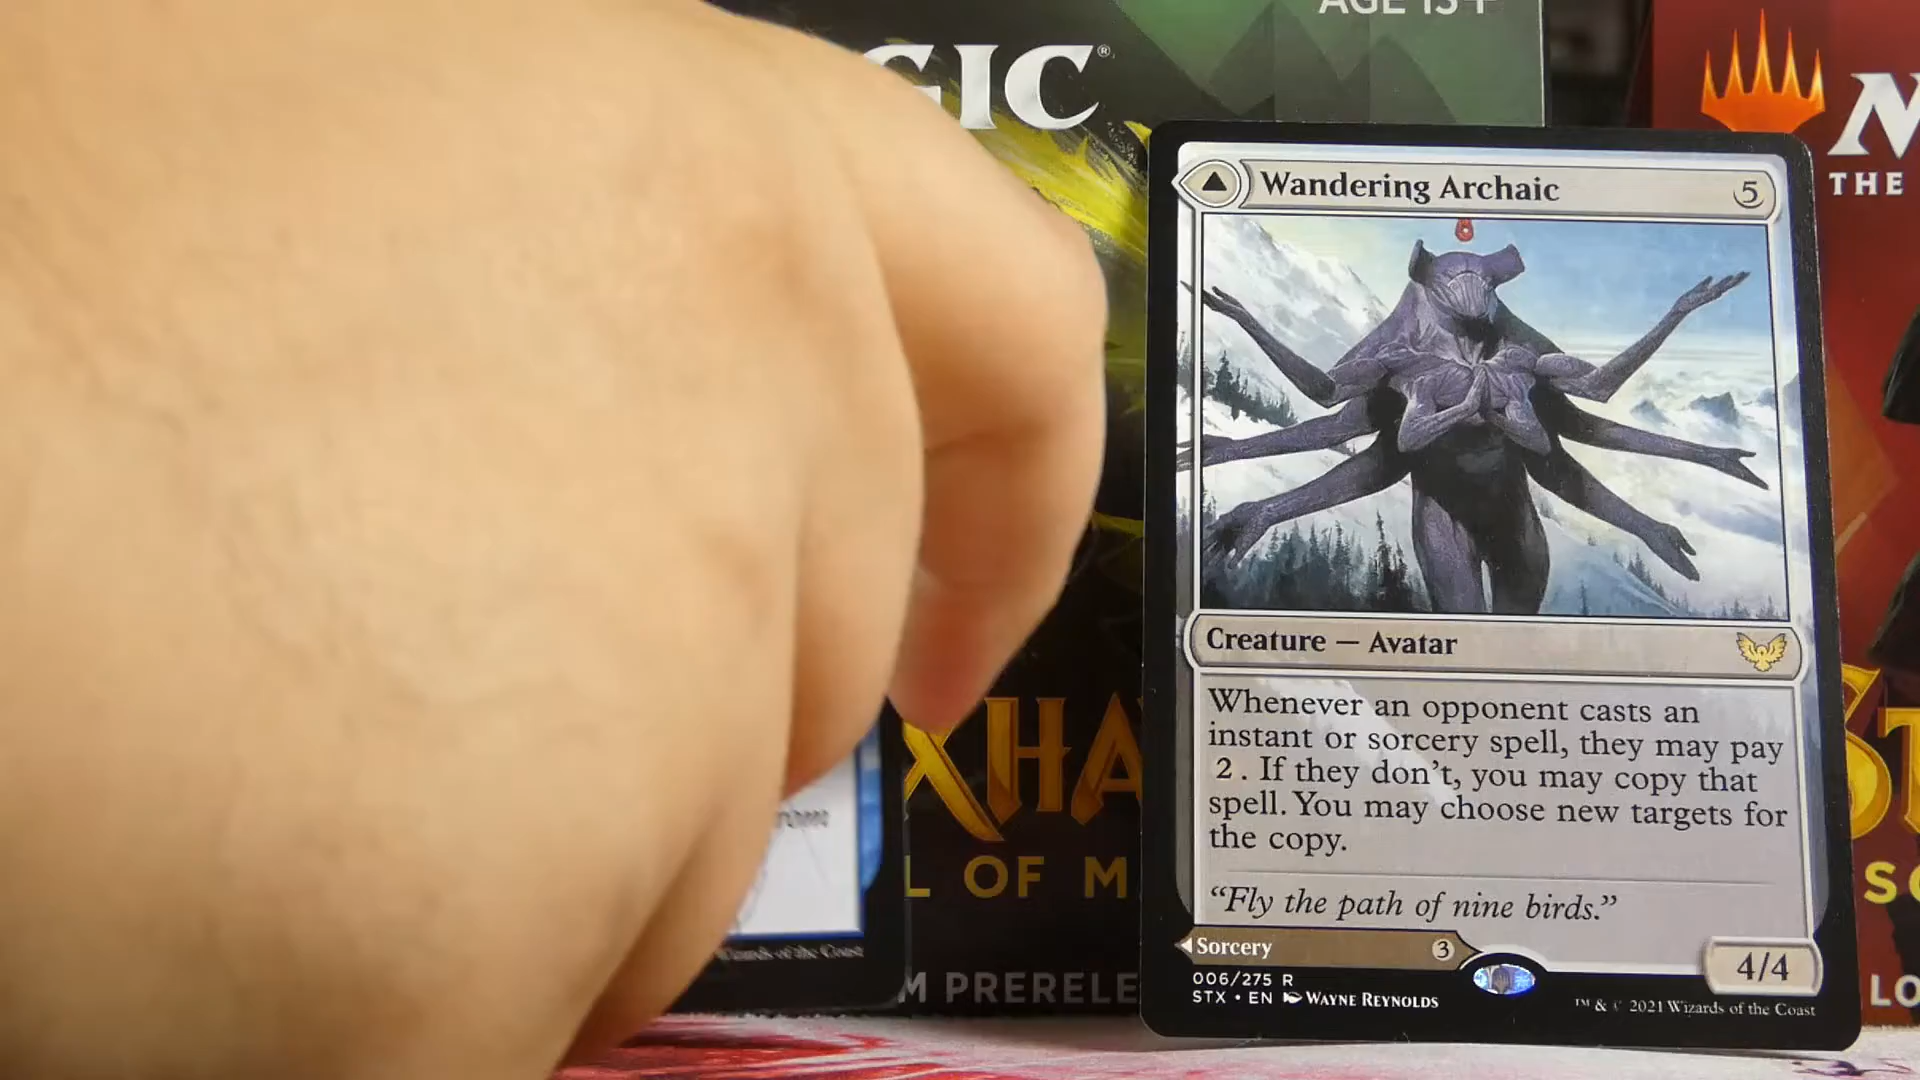 AGE 13+
GIC®
THE
Wandering Archaic 5
Creature — Avatar
Whenever an opponent casts an
instant or sorcery spell, they may pay
2. If they don't, you may copy that
spell. You may choose new targets for
the copy.
"Fly the path of nine birds."
Sorcery 3
4/4
006/275 R
STX • EN WAYNE REYNOLDS
™ & © 2021 Wizards of the Coast
XHA
L OF M
M PRERELE
of the Coast